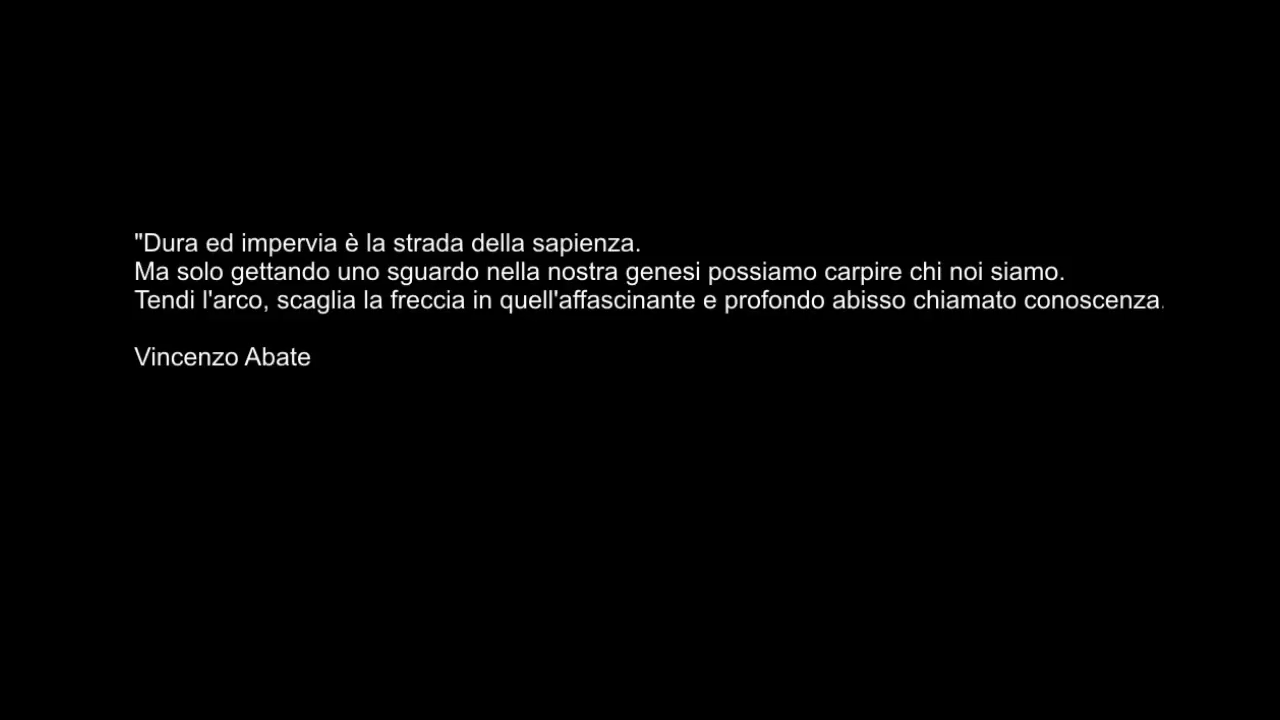 "Dura ed impervia è la strada della sapienza.
Ma solo gettando uno sguardo nella nostra genesi possiamo carpire chi noi siamo.
Tendi l'arco, scaglia la freccia in quell'affascinante e profondo abisso chiamato conoscenza.
Vincenzo Abate